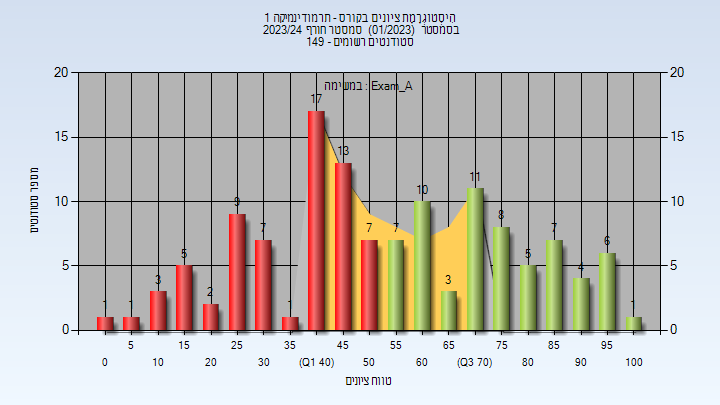 היסטוגרמת ציונים בקורס - תרמודינמיקה 1
בסמסטר (01/2023) סמסטר חורף 2023/24
סטודנטים רשומים - 149
במשימה : Exam_A
20 20
15 15
10 10
5 5
0 0
מספר סטודנטים
1 1 3 5 2 9 7 1 17 13 7 7 10 3 11 8 5 7 4 6 1
5 15 25 35 45 55 65 75 85 95
0 10 20 30 (Q1 40) 50 60 (Q3 70) 80 90 100
טווח ציונים